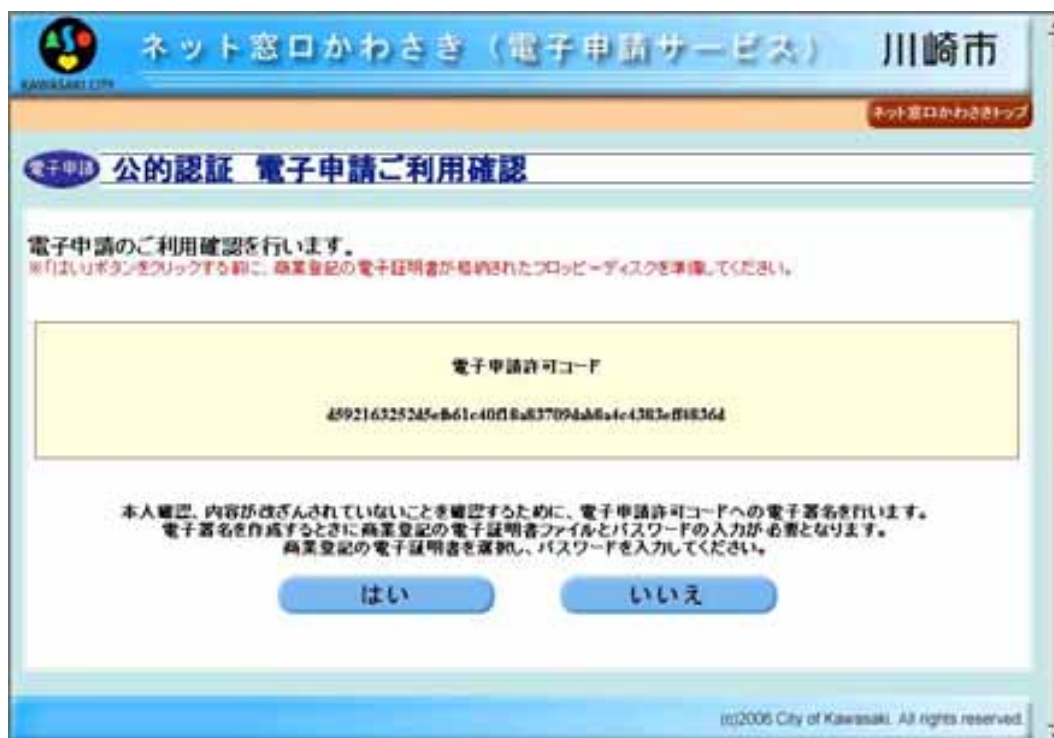 KAWASAKI CITY
ネット窓口かわさき（電子申請サービス）
川崎市
ネット窓口かわさきトップ
電子申請
公的認証 電子申請ご利用確認
電子申請のご利用確認を行います。
※「はい」ボタンをクリックする前に、商業登記の電子証明書が格納されたフロッピーディスクを準備してください。
電子申請許可コード
本人確認、内容が改ざんされていないことを確認するために、電子申請許可コードへの電子署名を行います。
電子署名を作成するときに商業登記の電子証明書ファイルとパスワードの入力が必要となります。
商業登記の電子証明書を選択し、パスワードを入力してください。
はい
いいえ
(c)2006 City of Kawasaki. All rights reserved.